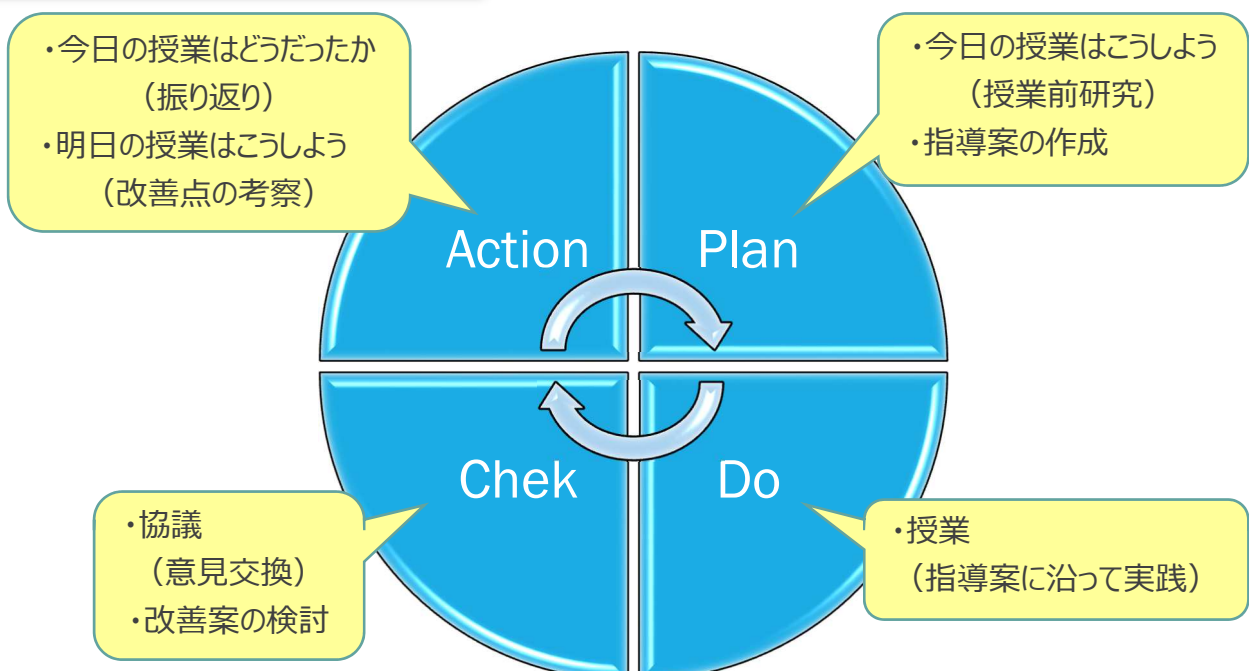 ・今日の授業はどうだったか
（振り返り）
・明日の授業はこうしよう
（改善点の考察）
・今日の授業はこうしよう
（授業前研究）
・指導案の作成
Action
Plan
Chek
Do
・協議
（意見交換）
・改善案の検討
・授業
（指導案に沿って実践）